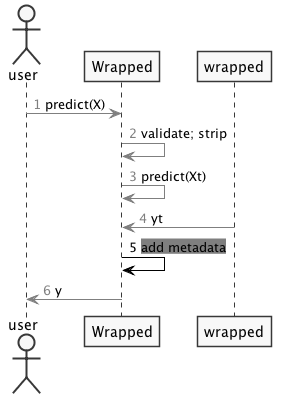 user
Wrapped
wrapped
1 predict(X)
2 validate; strip
3 predict(Xt)
4 yt
5 add metadata
6 y
user
Wrapped
wrapped